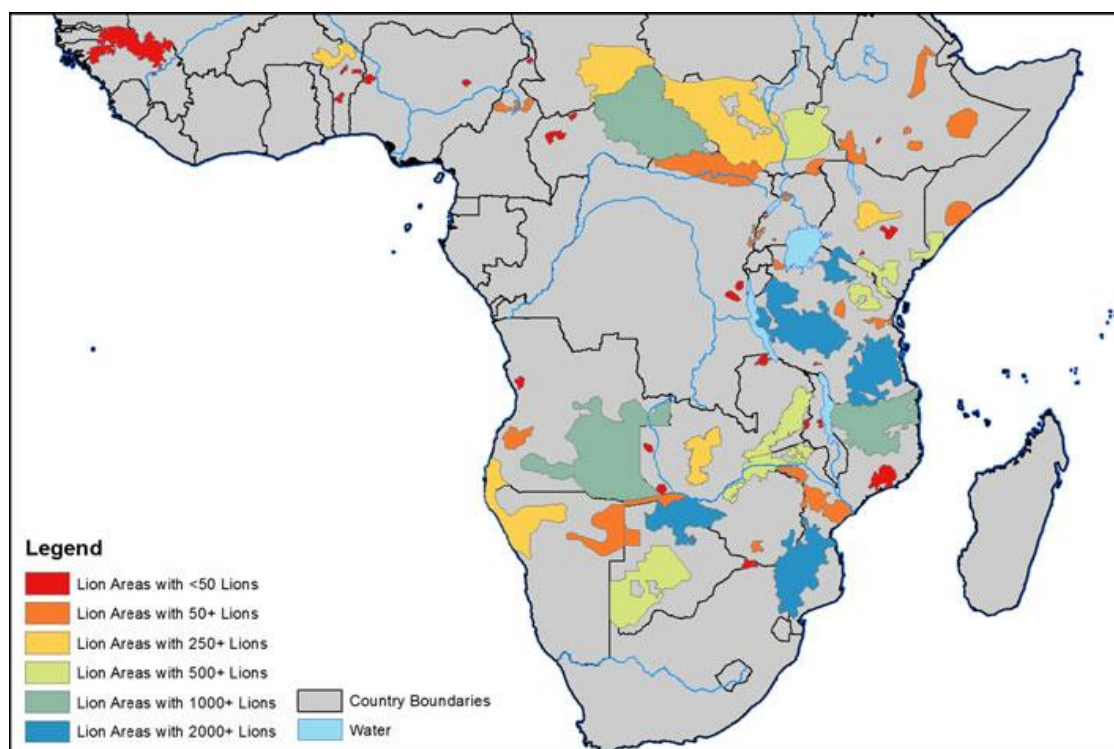 Legend
Lion Areas with <50 Lions
Lion Areas with 50+ Lions
Lion Areas with 250+ Lions
Lion Areas with 500+ Lions
Lion Areas with 1000+ Lions
Lion Areas with 2000+ Lions
Country Boundaries
Water